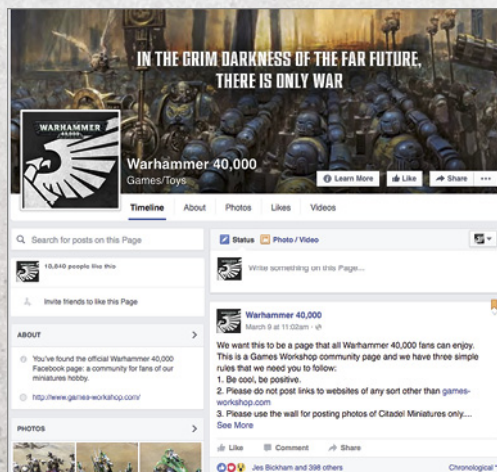 IN THE GRIM DARKNESS OF THE FAR FUTURE,
THERE IS ONLY WAR
WARHAMMER
40,000
Warhammer 40,000
Games/Toys
Learn More
Like
Share
Timeline
About
Photos
Likes
Videos
Search for posts on this Page
people like this
Invite friends to like this Page
ABOUT
You've found the official Warhammer 40,000
Facebook page: a community for fans of our
miniatures hobby.
http://www.games-workshop.com/
PHOTOS
Status
Photo / Video
Write something on this Page...
Warhammer 40,000
March 9 at 11:02am
We want this to be a page that all Warhammer 40,000 fans can enjoy.
This is a Games Workshop community page and we have three simple
rules that we need you to follow:
1. Be cool, be positive.
2. Please do not post links to websites of any sort other than games-
workshop.com
3. Please use the wall for posting photos of Citadel Miniatures only....
See More
Like
Comment
Share
Jes Bickham and 398 others
Chronological